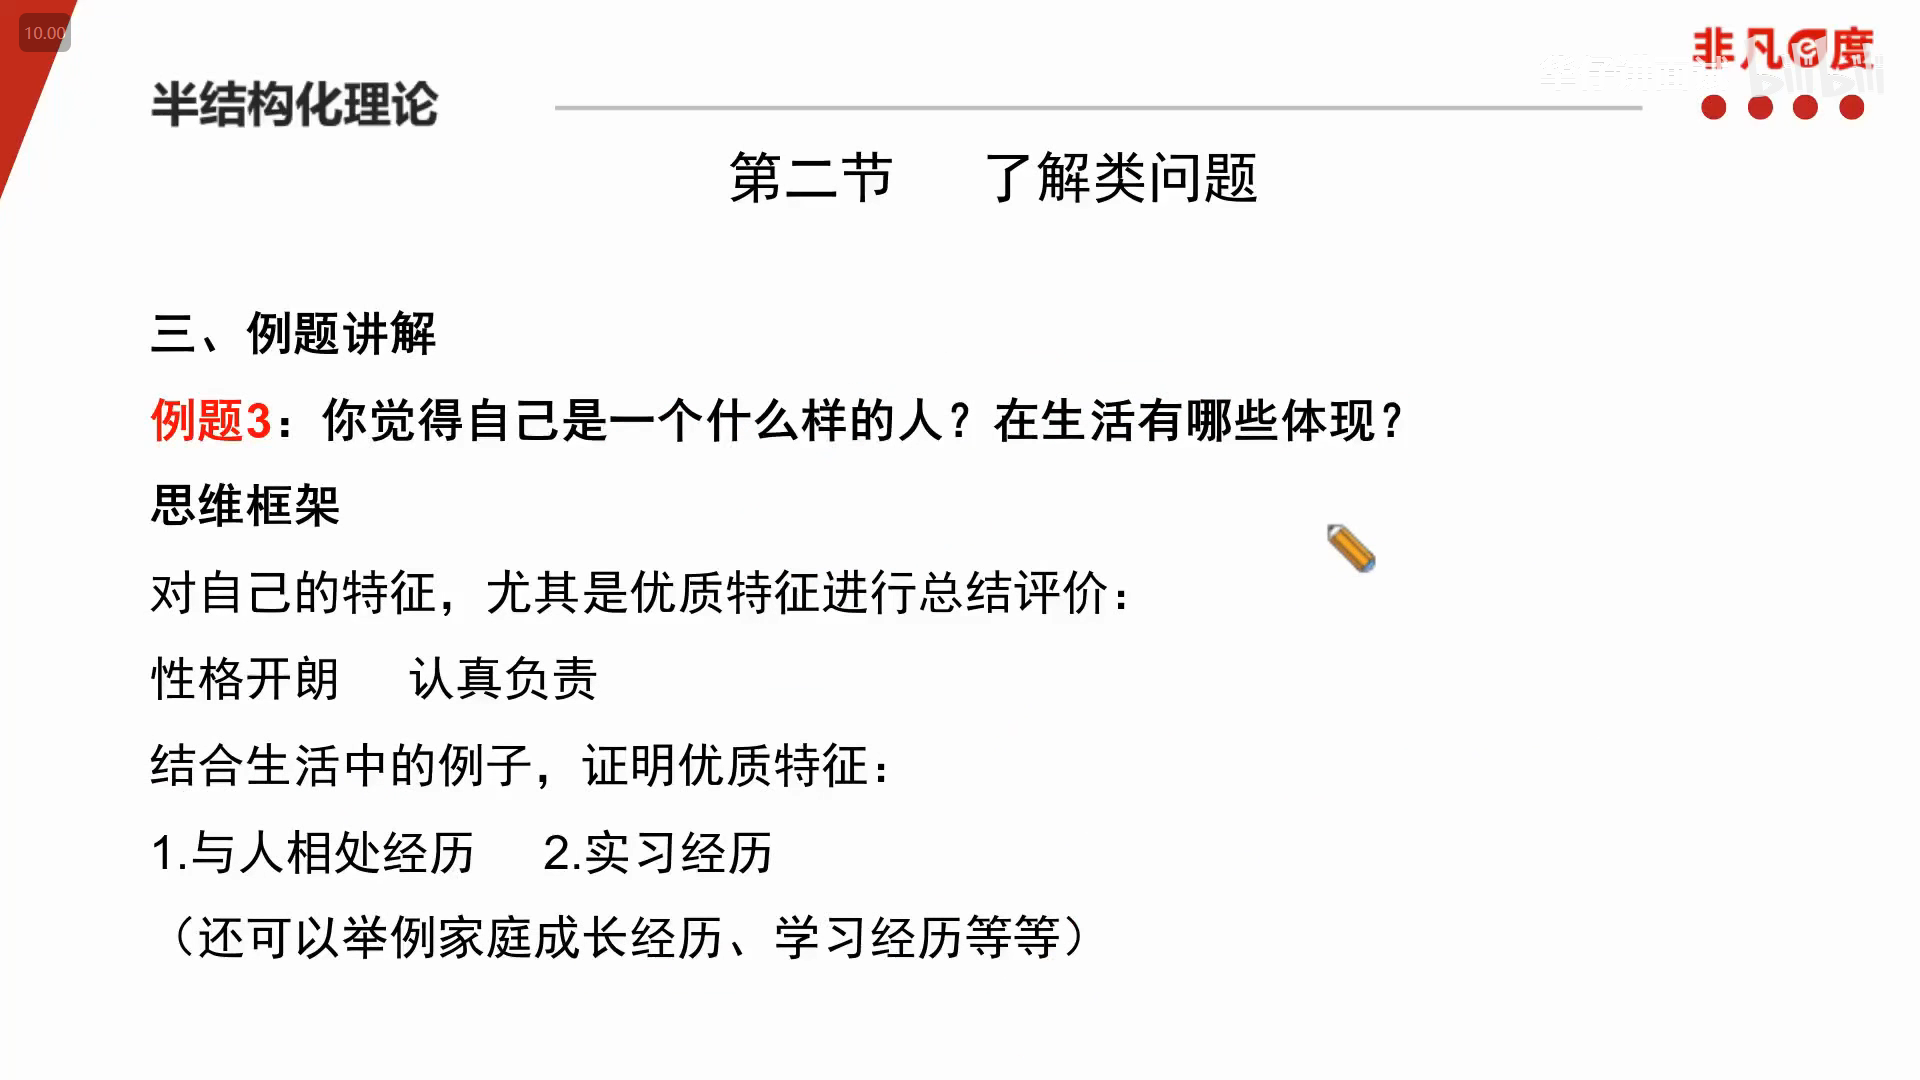 10.00
非凡度
半结构化理论
bilibili
第二节 了解类问题
三、例题讲解
例题3：你觉得自己是一个什么样的人？在生活有哪些体现？
思维框架
对自己的特征，尤其是优质特征进行总结评价：
性格开朗 认真负责
结合生活中的例子，证明优质特征：
1.与人相处经历 2.实习经历
（还可以举例家庭成长经历、学习经历等等）